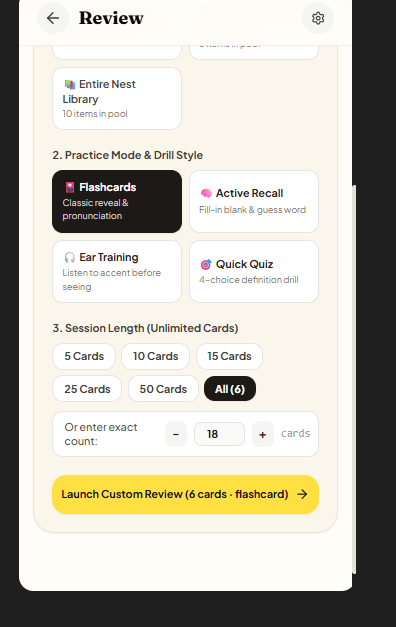 Review
Entire Nest
Library
10 items in pool
2. Practice Mode & Drill Style
Flashcards
Classic reveal &
pronunciation
Active Recall
Fill-in blank & guess word
Ear Training
Listen to accent before
seeing
Quick Quiz
4-choice definition drill
3. Session Length (Unlimited Cards)
5 Cards
10 Cards
15 Cards
25 Cards
50 Cards
All (6)
Or enter exact
count:
−
18
+
cards
Launch Custom Review (6 cards · flashcard) →